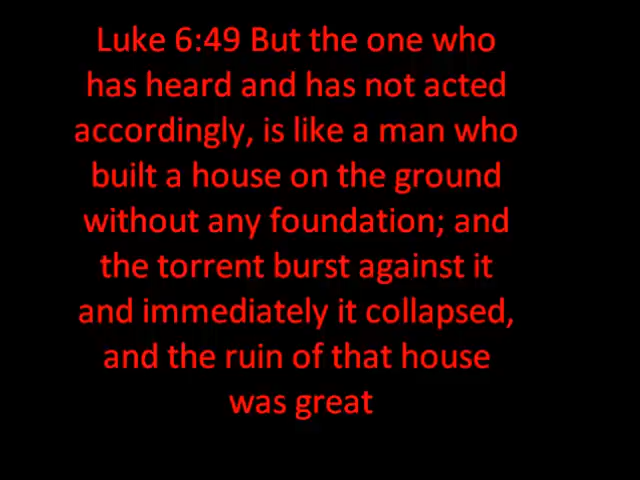 Luke 6:49 But the one who
has heard and has not acted
accordingly, is like a man who
built a house on the ground
without any foundation; and
the torrent burst against it
and immediately it collapsed,
and the ruin of that house
was great